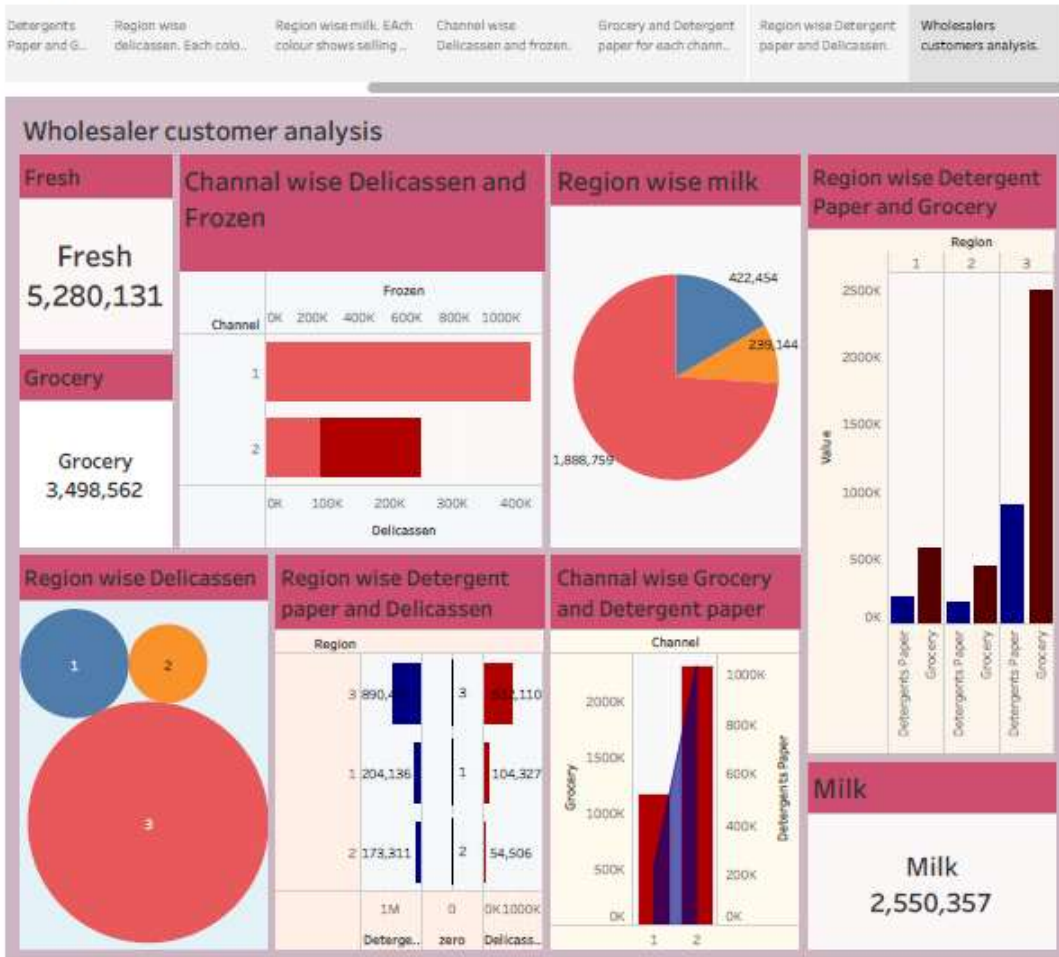 Detergents
Paper and G..
Region wise
delicassen. Each colo..
Region wise milk. EAch
colour shows selling ..
Channel wise
Delicassen and frozen.
Grocery and Detergent
paper for each chann..
Region wise Detergent
paper and Delicassen.
Wholesalers
customers analysis.
Wholesaler customer analysis
Fresh
Fresh
5,280,131
Grocery
Grocery
3,498,562
Channal wise Delicassen and
Frozen
Frozen
Channel
0K 200K 400K 600K 800K 1000K
1
2
0K 100K 200K 300K 400K
Delicassen
Region wise milk
422,454
239,144
1,888,759
Region wise Detergent
Paper and Grocery
Region
1 2 3
Value
2500K
2000K
1500K
1000K
500K
0K
Detergents Paper
Grocery
Detergents Paper
Grocery
Detergents Paper
Grocery
Region wise Delicassen
1
2
3
Region wise Detergent
paper and Delicassen
Region
3 890,4 3 ,110
1 204,136 1 104,327
2 173,311 2 54,506
1M 0 0K1000K
Deterge.. zero Delicass..
Channal wise Grocery
and Detergent paper
Channel
Grocery
2000K
1500K
1000K
500K
0K
1000K
800K
600K
400K
200K
0K
Detergents Paper
1 2
Milk
Milk
2,550,357